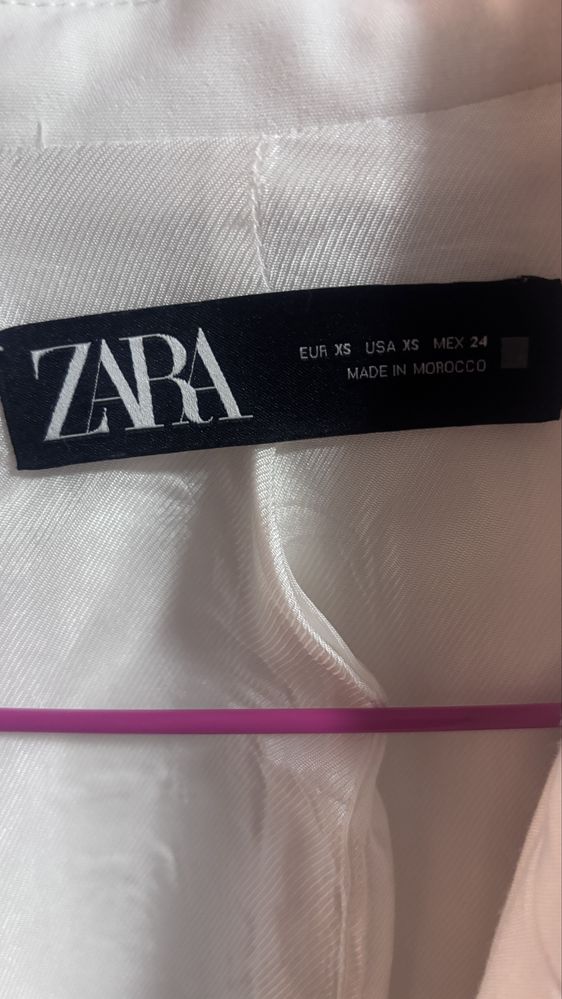 ZARA
EUR XS USA XS MEX 24
MADE IN MOROCCO